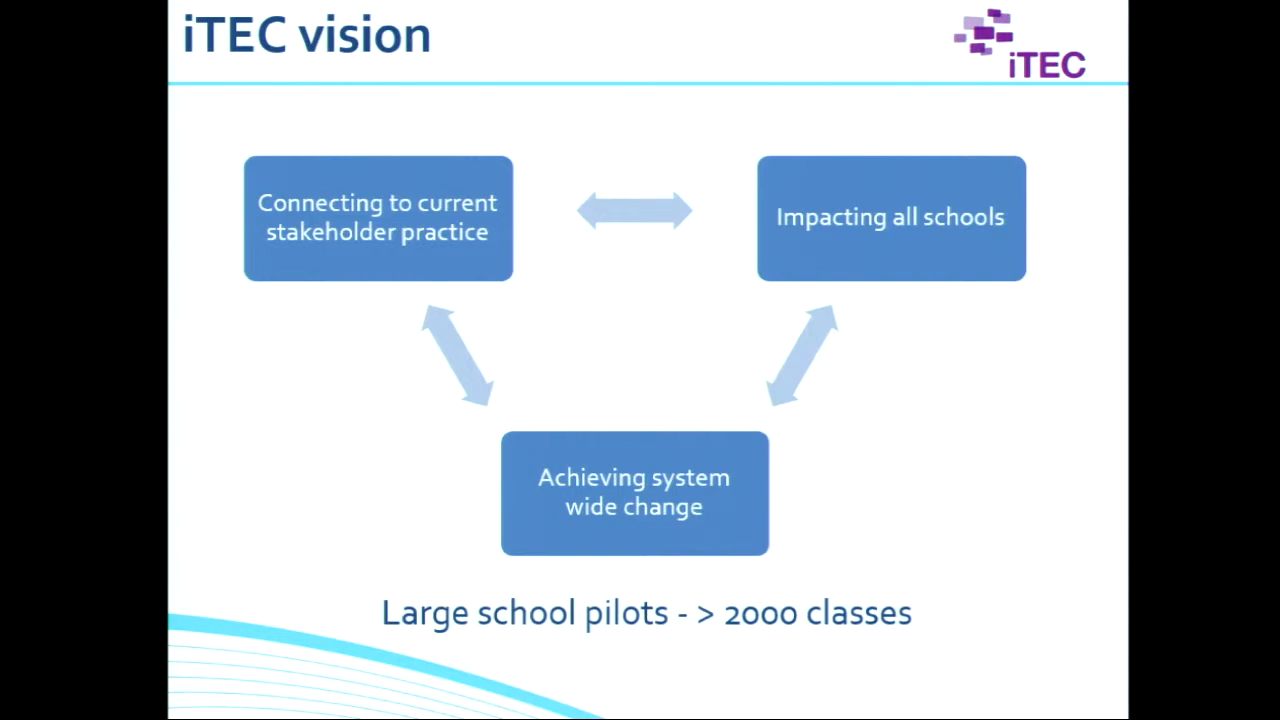 iTEC vision
iTEC
Connecting to current
stakeholder practice
Impacting all schools
Achieving system
wide change
Large school pilots - > 2000 classes